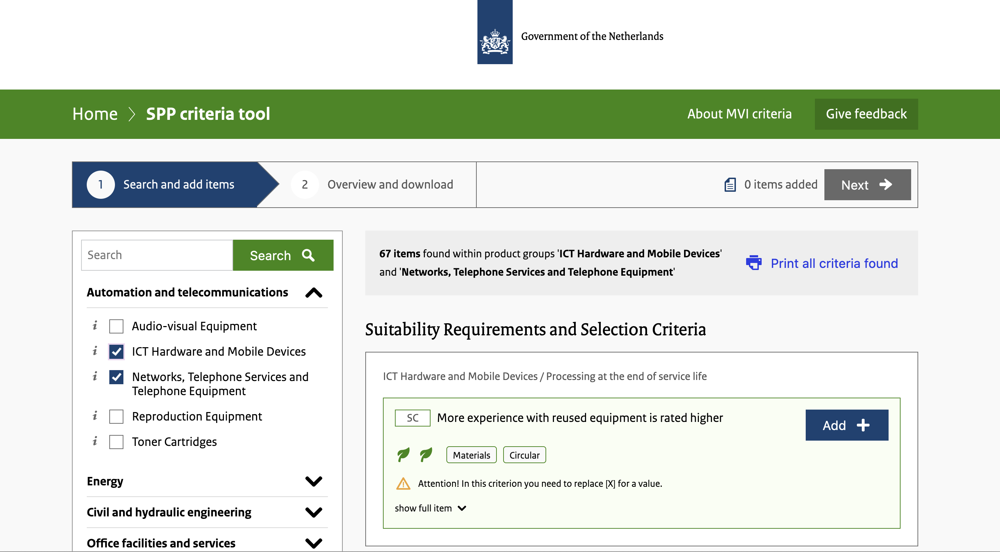 Government of the Netherlands
Home
SPP criteria tool
About MVI criteria
Give feedback
1
Search and add items
2
Overview and download
0 items added
Next
Search
Search
Automation and telecommunications
i
Audio-visual Equipment
i
ICT Hardware and Mobile Devices
i
Networks, Telephone Services and
Telephone Equipment
i
Reproduction Equipment
i
Toner Cartridges
Energy
Civil and hydraulic engineering
Office facilities and services
67 items found within product groups 'ICT Hardware and Mobile Devices'
and 'Networks, Telephone Services and Telephone Equipment'
Print all criteria found
Suitability Requirements and Selection Criteria
ICT Hardware and Mobile Devices / Processing at the end of service life
SC
More experience with reused equipment is rated higher
Add
Materials
Circular
Attention! In this criterion you need to replace [X] for a value.
show full item